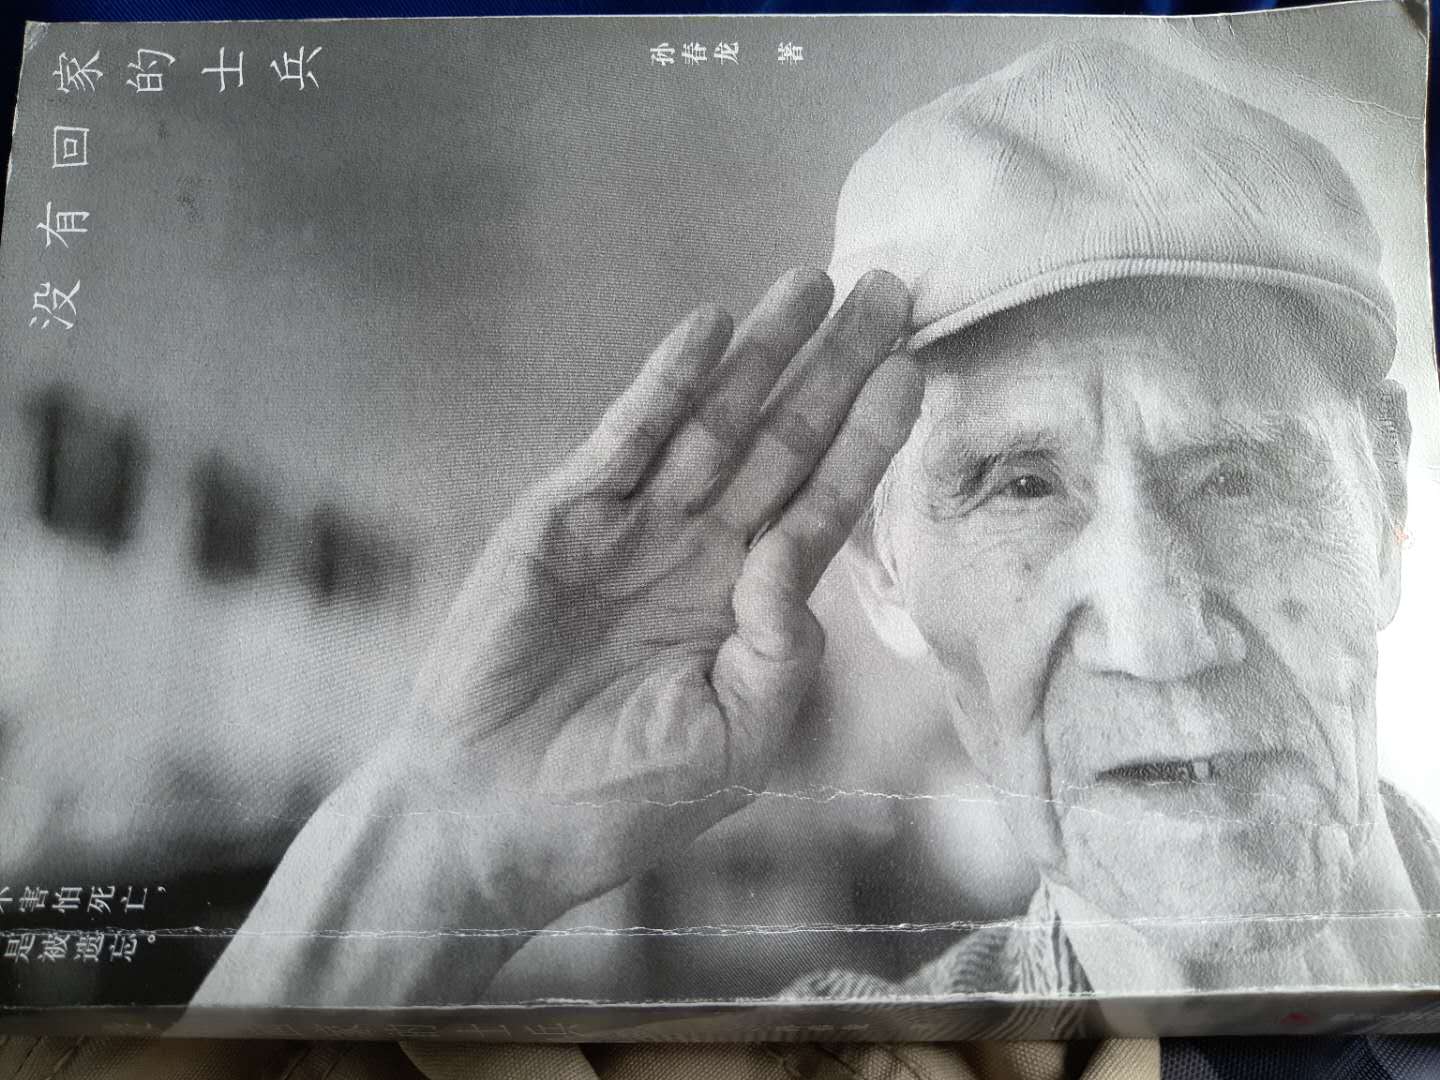 没有回
家的士兵
孙春龙 著
害怕死亡，
是被遗忘。